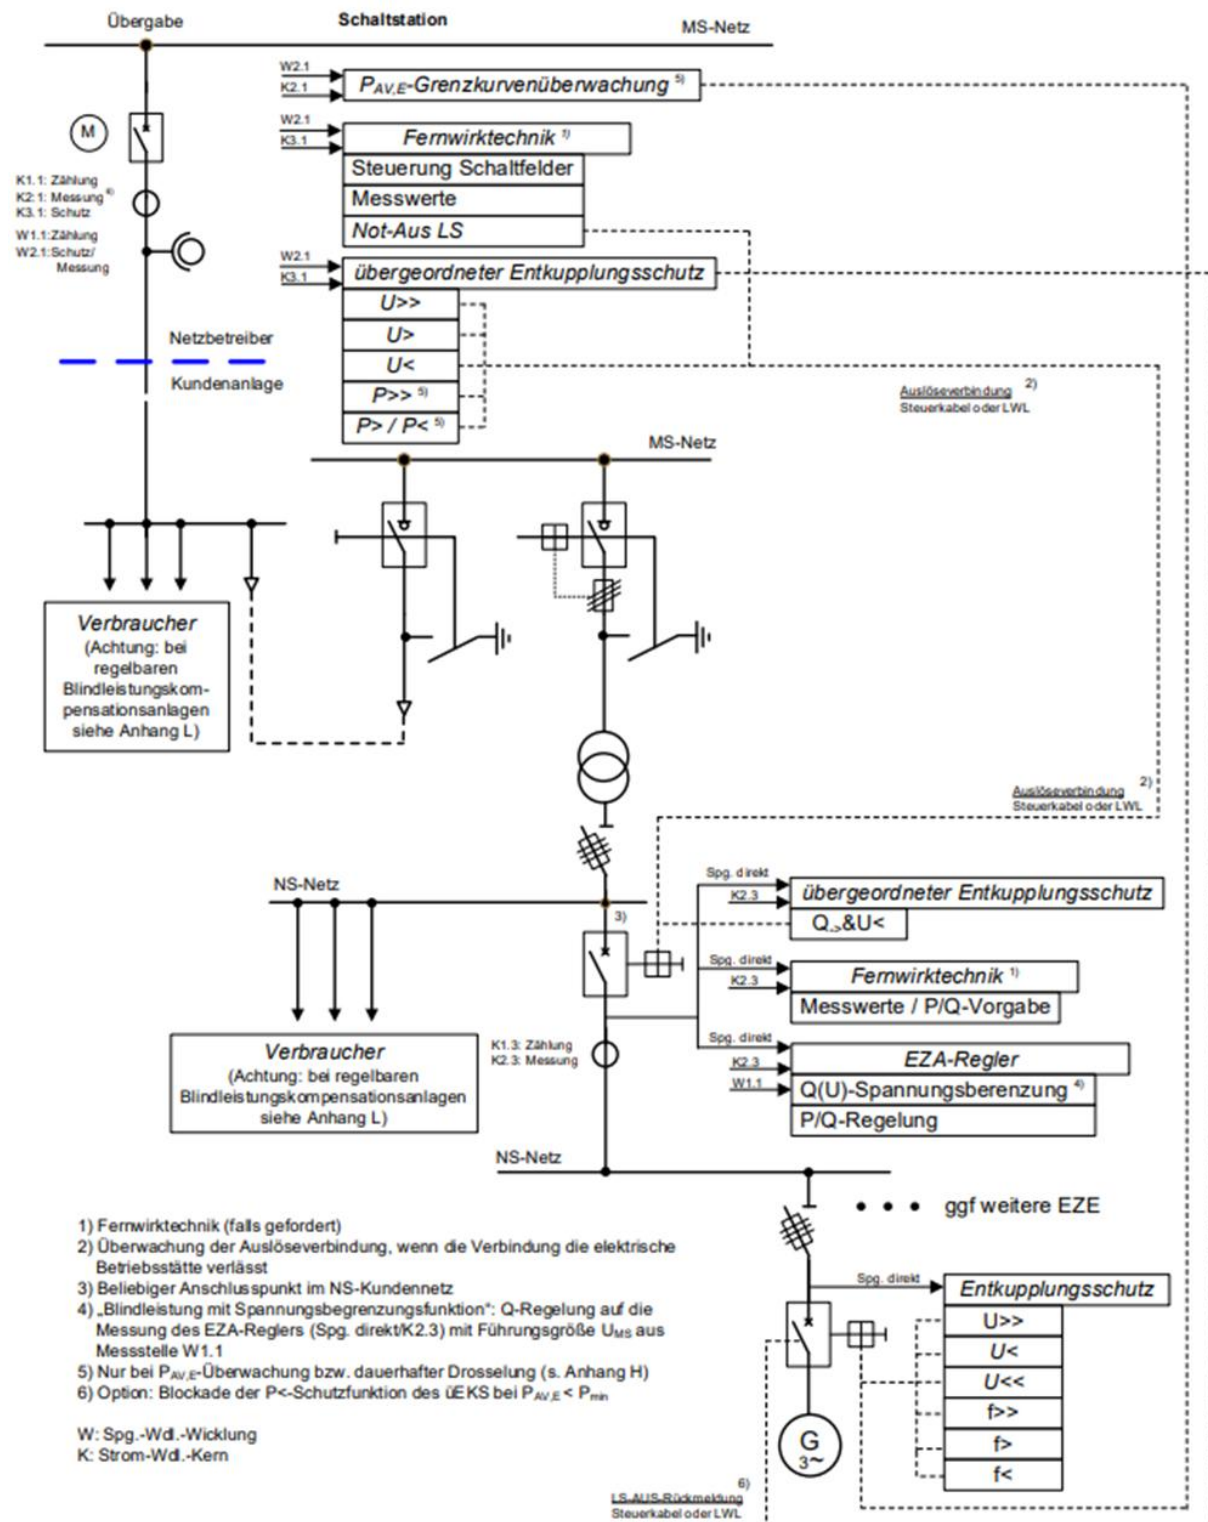 Übergabe
Schaltstation
MS-Netz
W2.1
K2.1
P_AV,E-Grenzkurvenüberwachung 5)
M
W2.1
K3.1
Fernwirktechnik 1)
Steuerung Schaltfelder
Messwerte
Not-Aus LS
K1.1: Zählung
K2:1: Messung 6)
K3.1: Schutz
W1.1:Zählung
W2.1:Schutz/
Messung
W2.1
K3.1
übergeordneter Entkupplungsschutz
U>>
U>
U<
P>> 5)
P> / P< 5)
Netzbetreiber
Kundenanlage
Auslöseverbindung 2)
Steuerkabel oder LWL
MS-Netz
Verbraucher
(Achtung: bei
regelbaren
Blindleistungskom-
pensationsanlagen
siehe Anhang L)
Auslöseverbindung 2)
Steuerkabel oder LWL
NS-Netz
3)
Spg. direkt
K2.3
übergeordneter Entkupplungsschutz
Q->&U<
Spg. direkt
K2.3
Fernwirktechnik 1)
Messwerte / P/Q-Vorgabe
Spg. direkt
K2.3
W1.1
EZA-Regler
Q(U)-Spannungsberenzung 4)
P/Q-Regelung
K1.3: Zählung
K2.3: Messung
Verbraucher
(Achtung: bei regelbaren
Blindleistungskompensationsanlagen
siehe Anhang L)
NS-Netz
ggf weitere EZE
Spg. direkt
Entkupplungsschutz
U>>
U<
U<<
f>>
f>
f<
G
3~
6)
LS-AUS-Rückmeldung
Steuerkabel oder LWL
1) Fernwirktechnik (falls gefordert)
2) Überwachung der Auslöseverbindung, wenn die Verbindung die elektrische
Betriebsstätte verlässt
3) Beliebiger Anschlusspunkt im NS-Kundennetz
4) „Blindleistung mit Spannungsbegrenzungsfunktion“: Q-Regelung auf die
Messung des EZA-Reglers (Spg. direkt/K2.3) mit Führungsgröße U_MS aus
Messstelle W1.1
5) Nur bei P_AV,E-Überwachung bzw. dauerhafter Drosselung (s. Anhang H)
6) Option: Blockade der P<-Schutzfunktion des üEKS bei P_AV,E < P_min
W: Spg.-Wdl.-Wicklung
K: Strom-Wdl.-Kern